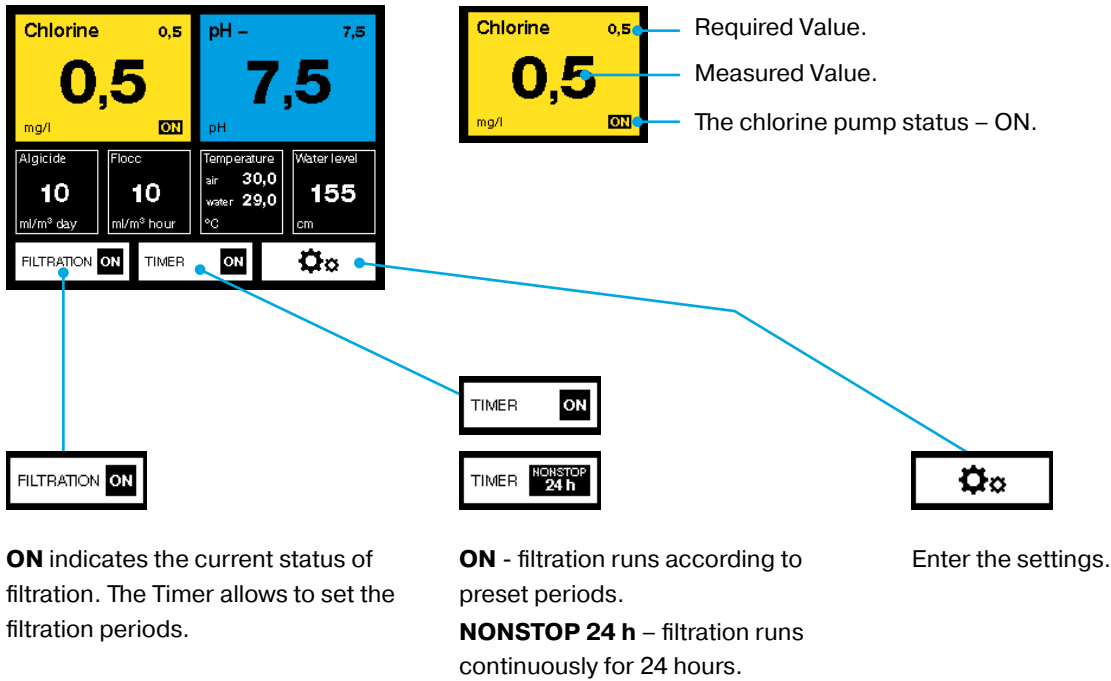 Chlorine 0,5
0,5
mg/l ON
pH – 7,5
7,5
pH
Algicide
10
ml/m³ day
Flocc
10
ml/m³ hour
Temperature
air 30,0
water 29,0
°C
Water level
155
cm
FILTRATION ON
TIMER ON
Chlorine 0,5
0,5
mg/l ON
Required Value.
Measured Value.
The chlorine pump status – ON.
FILTRATION ON
ON indicates the current status of
filtration. The Timer allows to set the
filtration periods.
TIMER ON
TIMER NONSTOP
24 h
ON - filtration runs according to
preset periods.
NONSTOP 24 h – filtration runs
continuously for 24 hours.
Enter the settings.